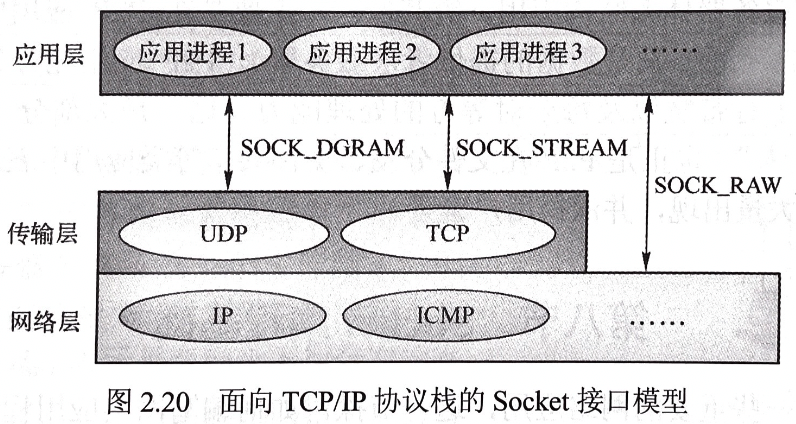 应用层
应用进程1 应用进程2 应用进程3 ……
SOCK_DGRAM SOCK_STREAM
SOCK_RAW
传输层
UDP TCP
网络层
IP ICMP ……
图 2.20 面向 TCP/IP 协议栈的 Socket 接口模型